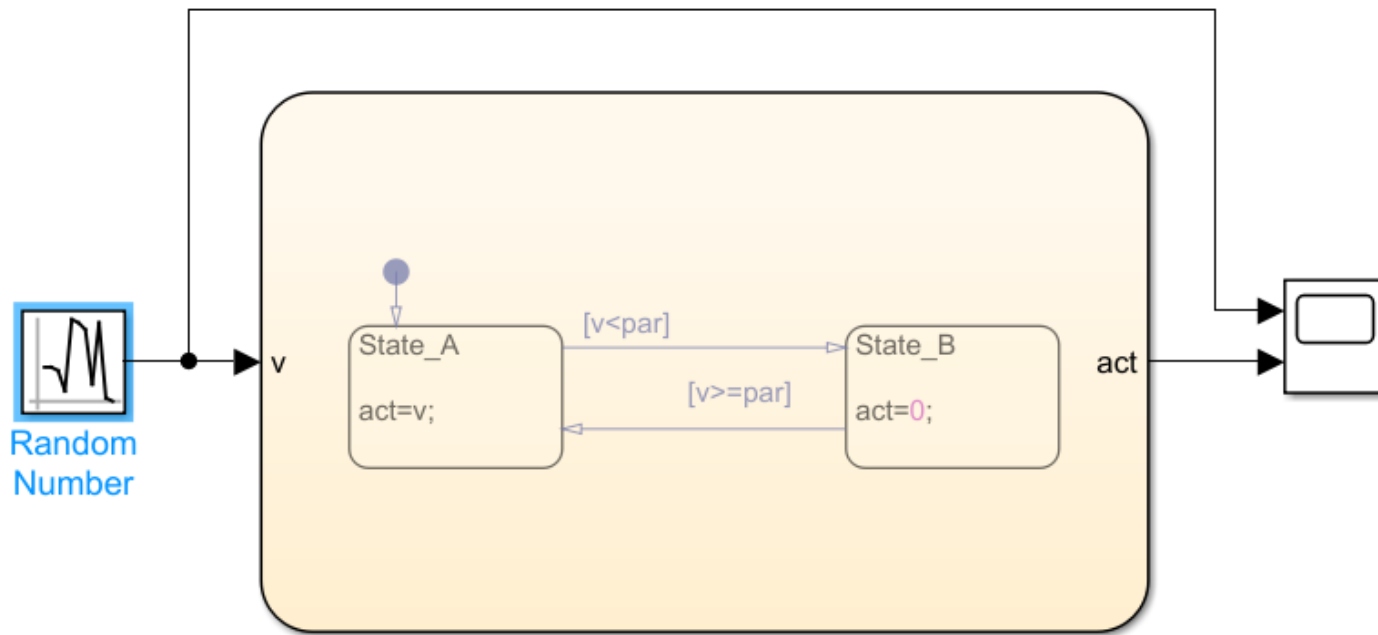 Random
Number
v
State_A
act=v;
[v<par]
[v>=par]
State_B
act=0;
act